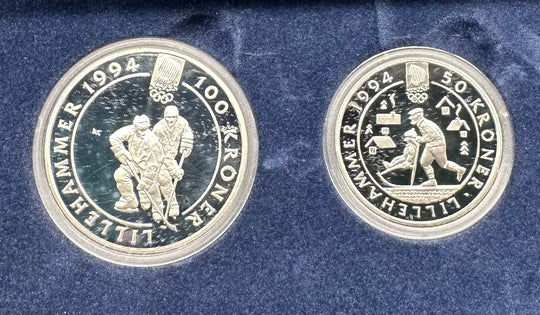 LILLEHAMMER 1994
100 KRONER
K
1994 50 KRONER · LILLEHAMMER